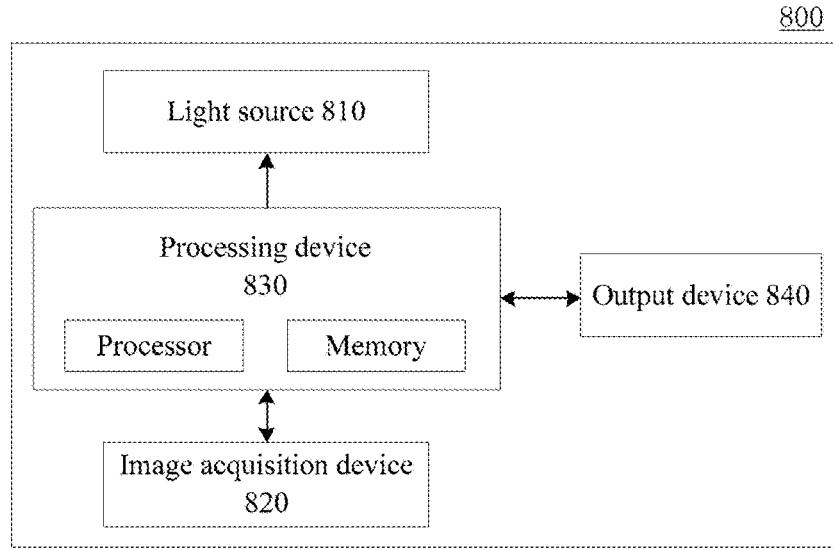 800
Light source 810
Processing device
830
Output device 840
Processor
Memory
Image acquisition device
820